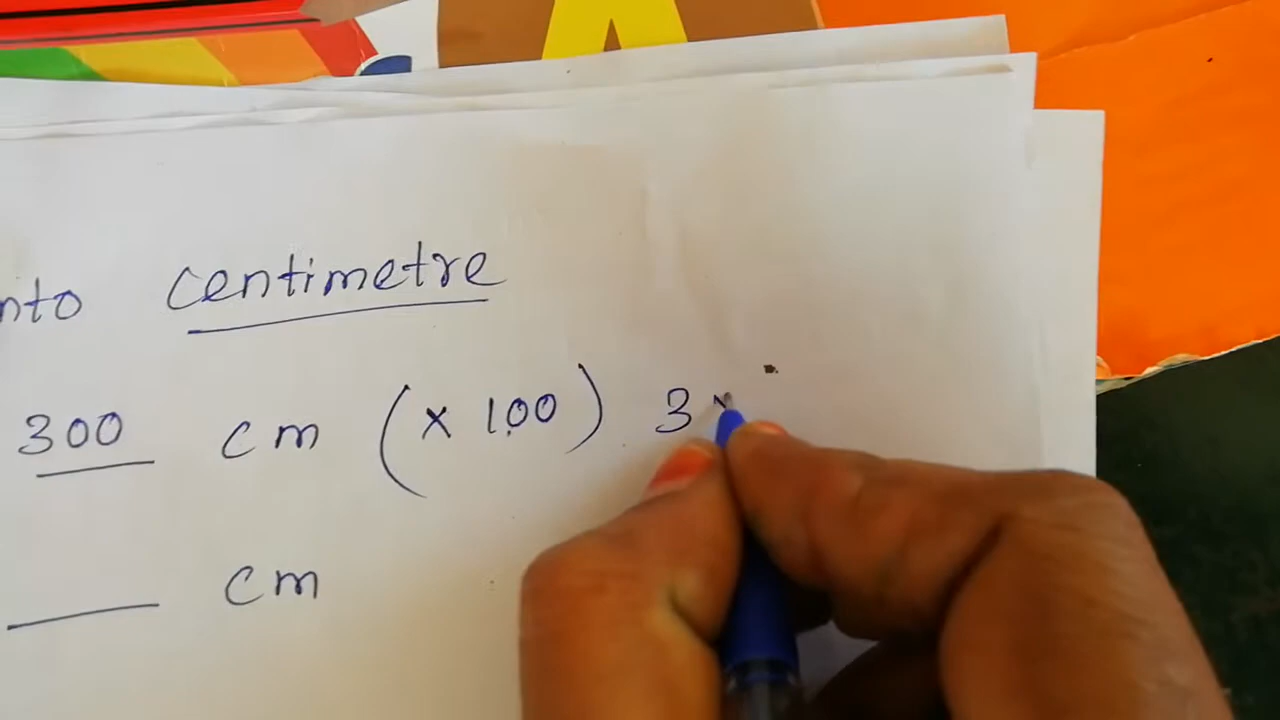 nto centimetre
300 cm (×100) 3×
cm